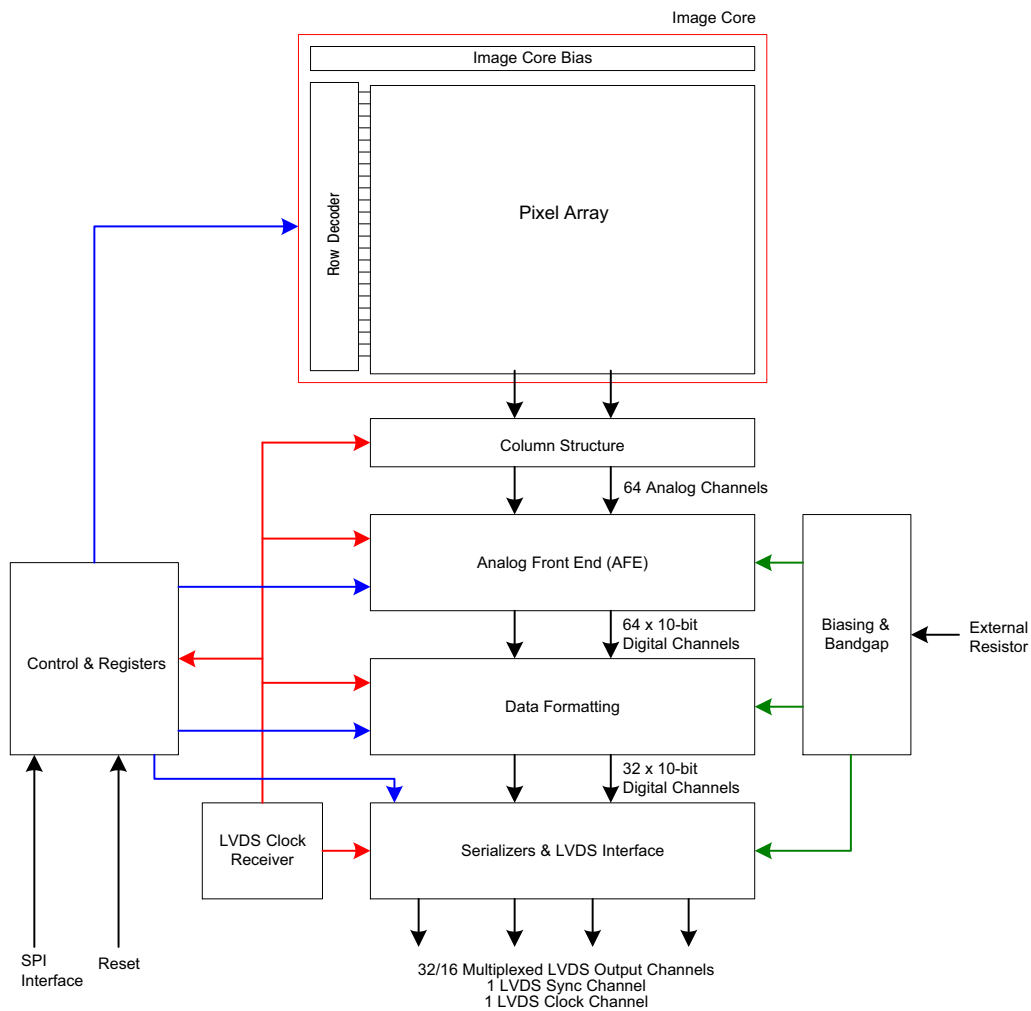 Image Core
Image Core Bias
Row Decoder
Pixel Array
Column Structure
64 Analog Channels
Analog Front End (AFE)
64 x 10-bit
Digital Channels
Biasing &
Bandgap
External
Resistor
Control & Registers
Data Formatting
32 x 10-bit
Digital Channels
LVDS Clock
Receiver
Serializers & LVDS Interface
SPI
Interface
Reset
32/16 Multiplexed LVDS Output Channels
1 LVDS Sync Channel
1 LVDS Clock Channel